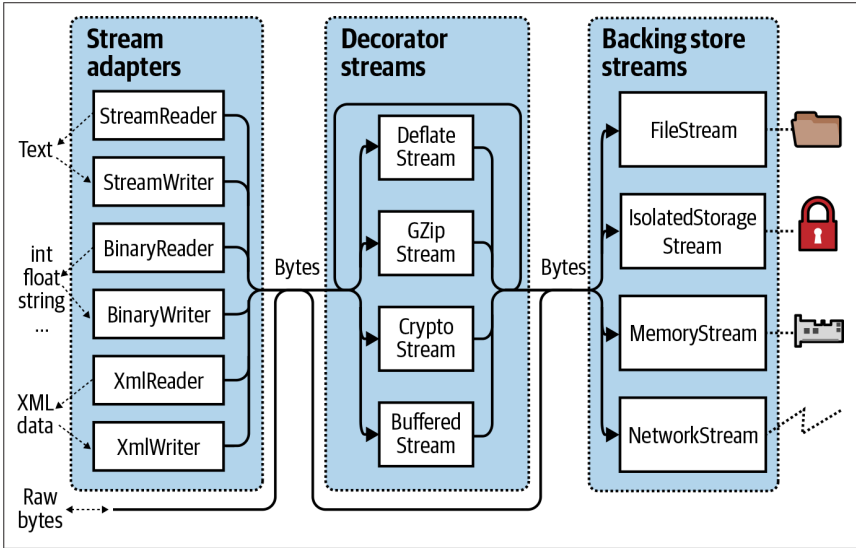 Stream
adapters
Decorator
streams
Backing store
streams
Text
StreamReader
StreamWriter
int
float
string
...
BinaryReader
BinaryWriter
XML
data
XmlReader
XmlWriter
Raw
bytes
Bytes
Deflate
Stream
GZip
Stream
Crypto
Stream
Buffered
Stream
Bytes
FileStream
IsolatedStorage
Stream
MemoryStream
NetworkStream